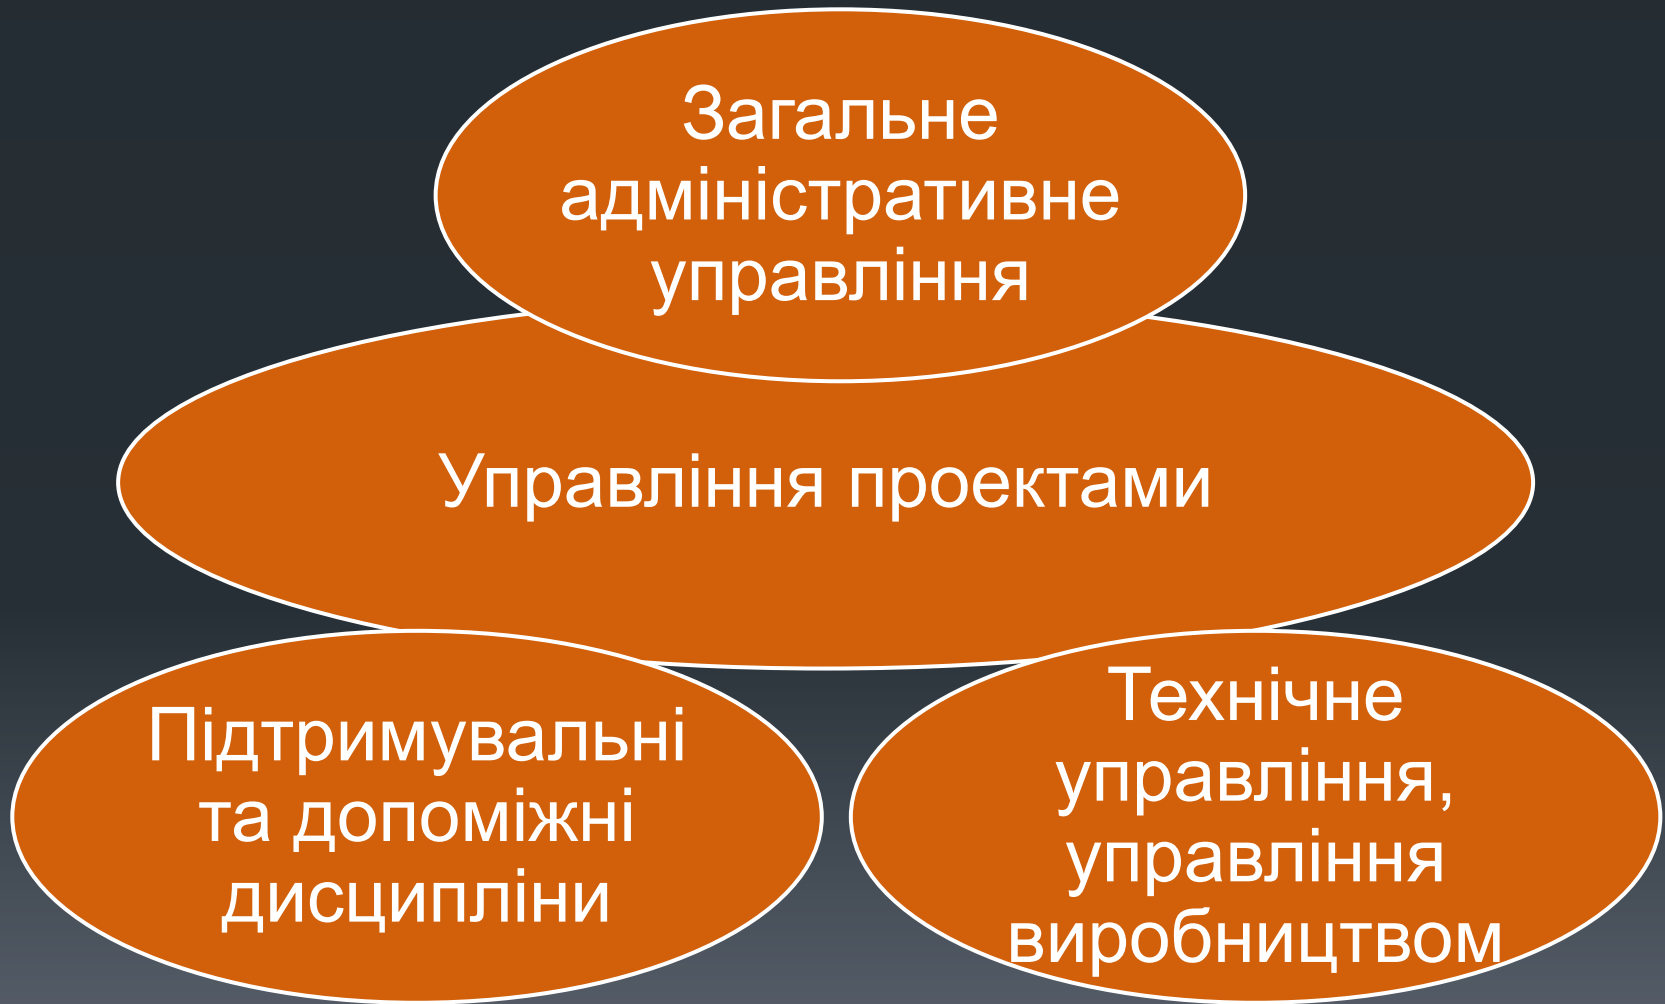 Загальне
адміністративне
управління
Управління проектами
Підтримувальні
та допоміжні
дисципліни
Технічне
управління,
управління
виробництвом